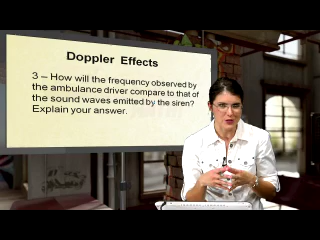 Doppler Effects
3 – How will the frequency observed by
the ambulance driver compare to that of
the sound waves emitted by the siren?
Explain your answer.